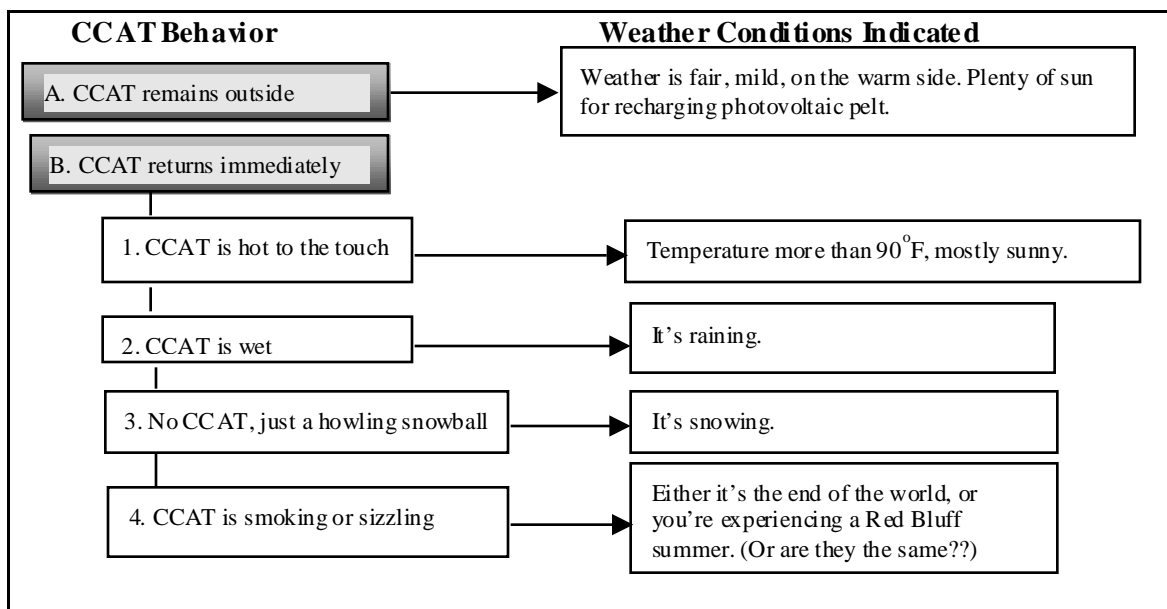 CCAT Behavior
Weather Conditions Indicated
A. CCAT remains outside
Weather is fair, mild, on the warm side. Plenty of sun
for recharging photovoltaic pelt.
B. CCAT returns immediately
1. CCAT is hot to the touch
Temperature more than 90°F, mostly sunny.
2. CCAT is wet
It's raining.
3. No CCAT, just a howling snowball
It's snowing.
4. CCAT is smoking or sizzling
Either it's the end of the world, or
you're experiencing a Red Bluff
summer. (Or are they the same??)